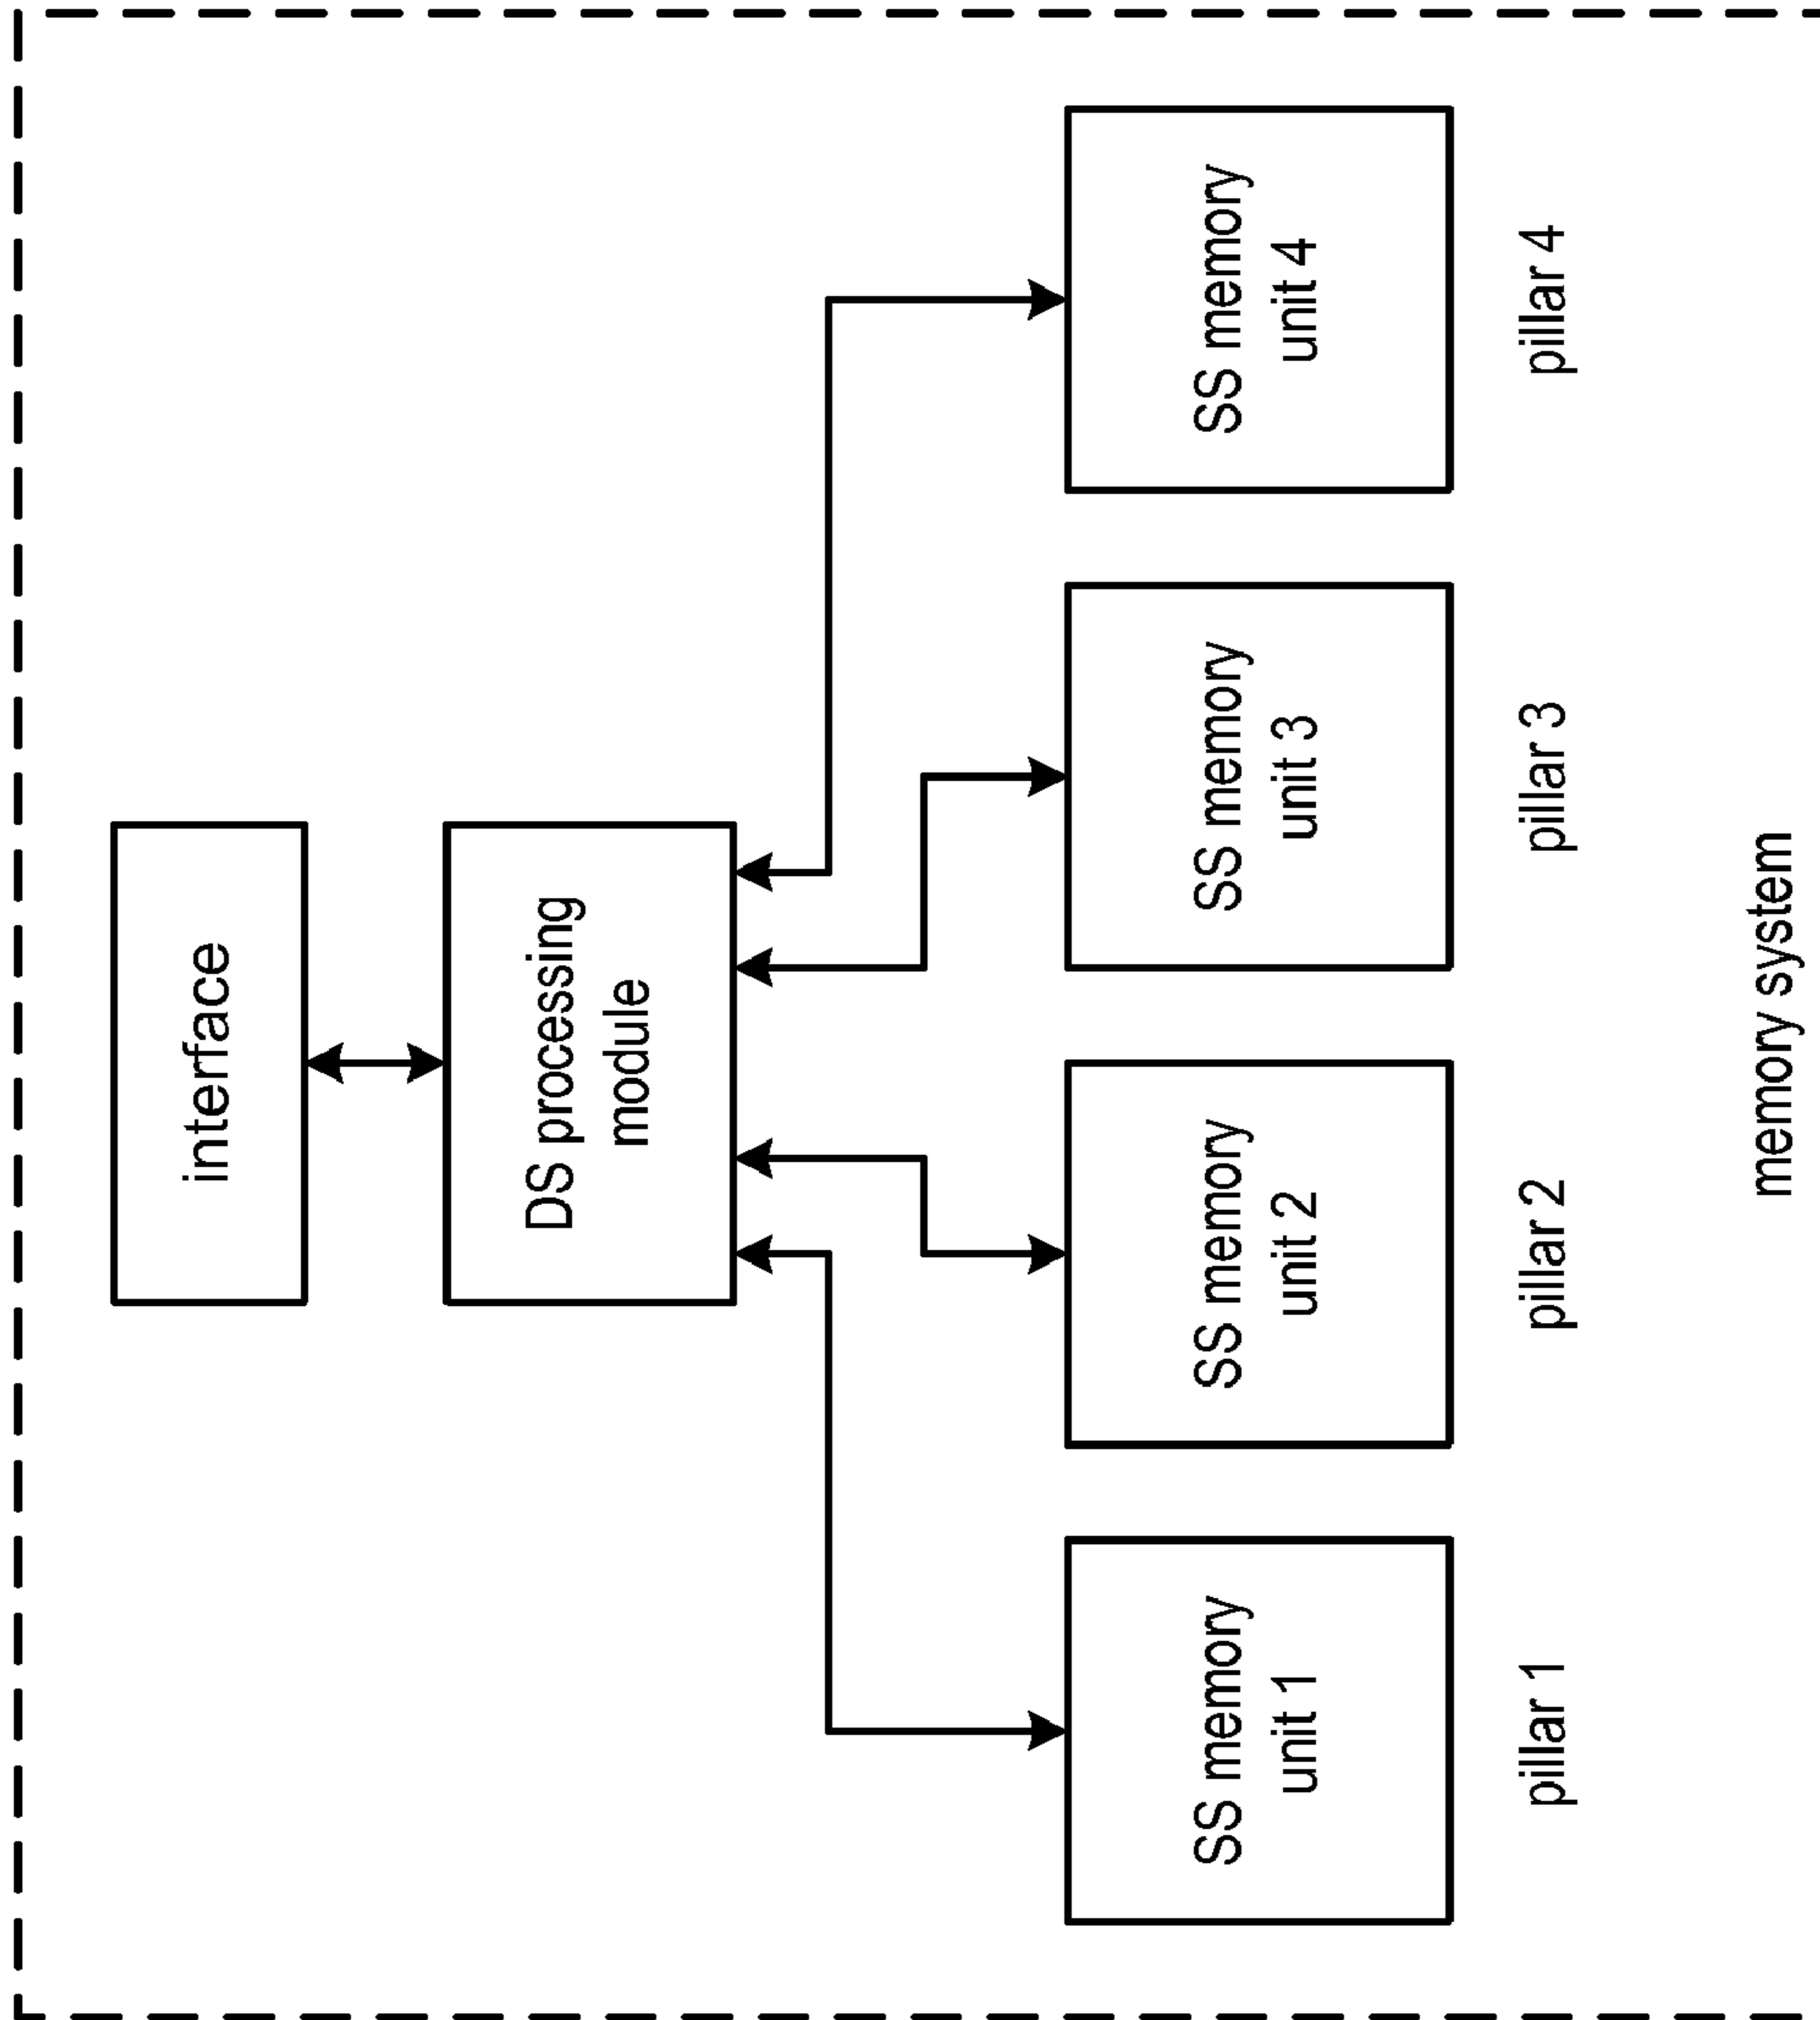 interface
DS processing
module
SS memory
unit 1
SS memory
unit 2
SS memory
unit 3
SS memory
unit 4
pillar 1
pillar 2
pillar 3
pillar 4
memory system